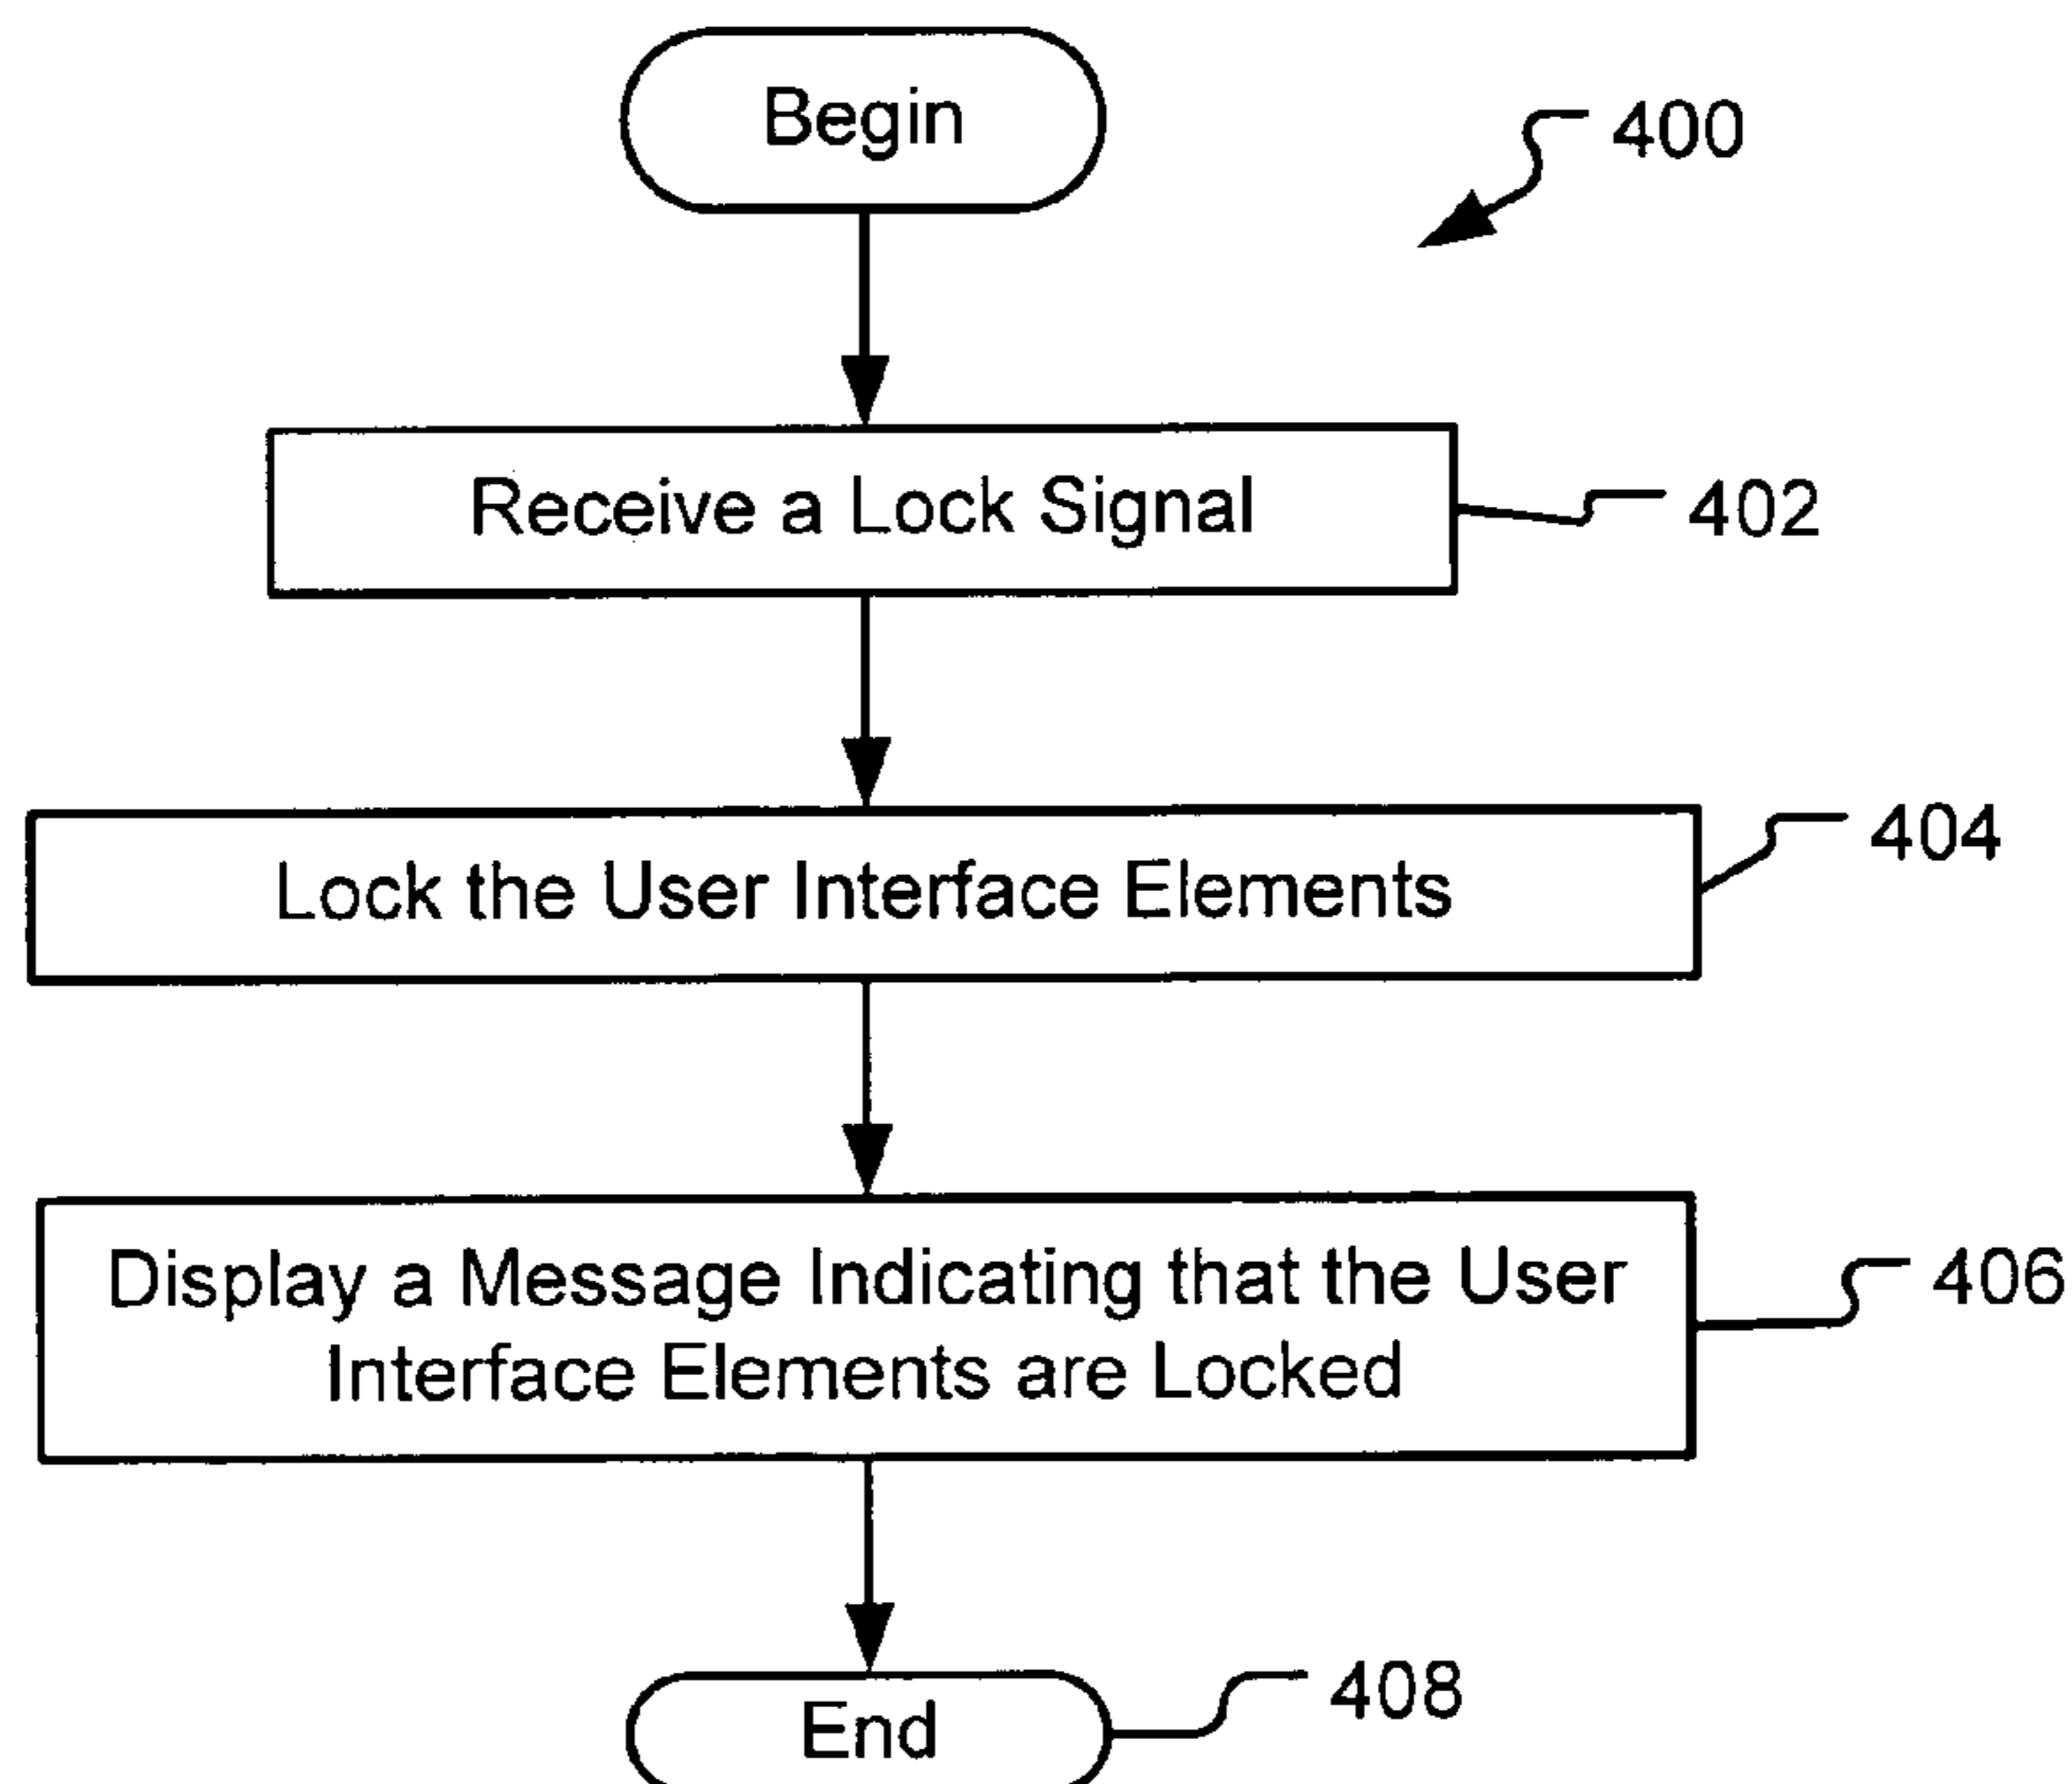 Begin
400
Receive a Lock Signal
402
Lock the User Interface Elements
404
Display a Message Indicating that the User
Interface Elements are Locked
406
End
408